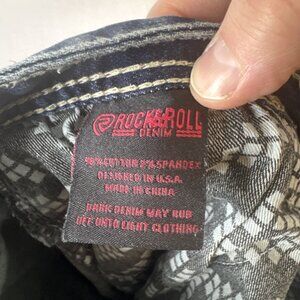 ROCK&ROLL
DENIM
98% COTTON 2% SPANDEX
DESIGNED IN U.S.A.
MADE IN CHINA
DARK DENIM MAY RUB
OFF ONTO LIGHT CLOTHING